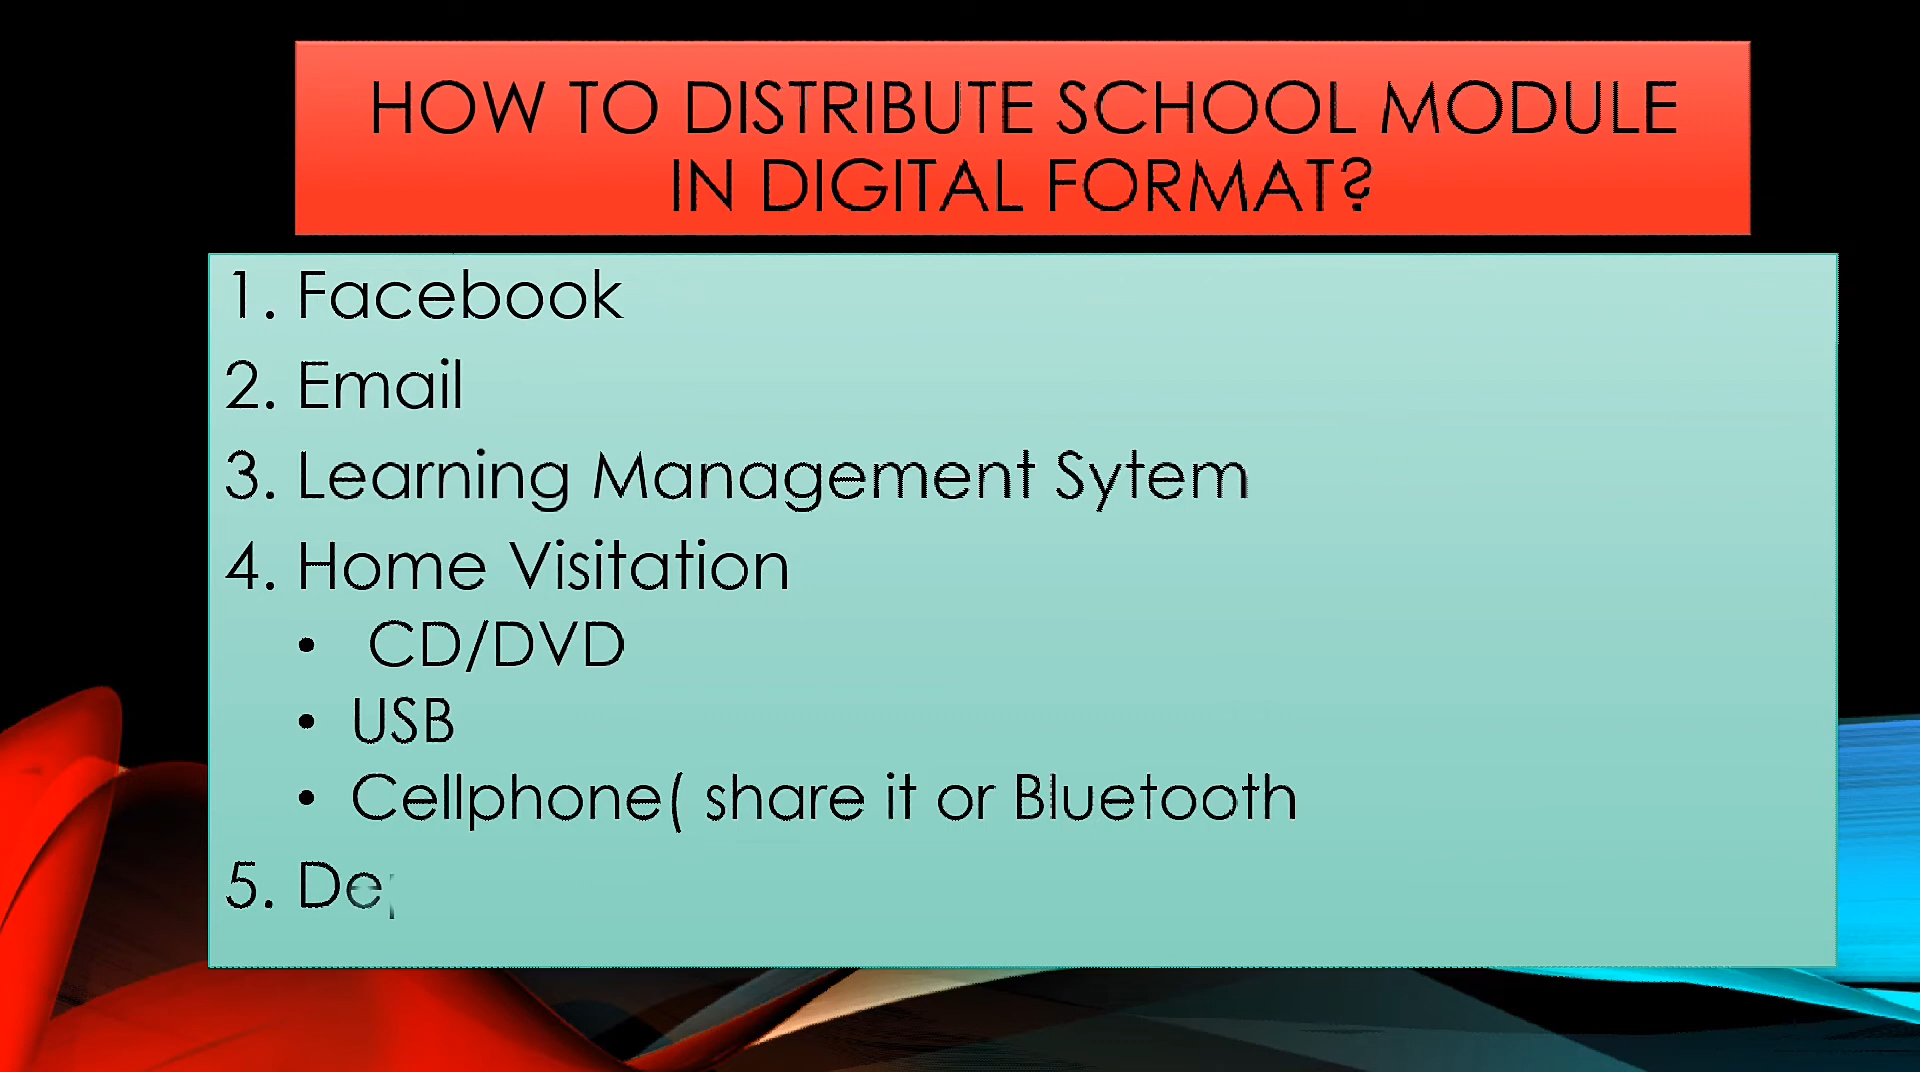 HOW TO DISTRIBUTE SCHOOL MODULE
IN DIGITAL FORMAT?
1. Facebook
2. Email
3. Learning Management Sytem
4. Home Visitation
• CD/DVD
• USB
• Cellphone( share it or Bluetooth
5.